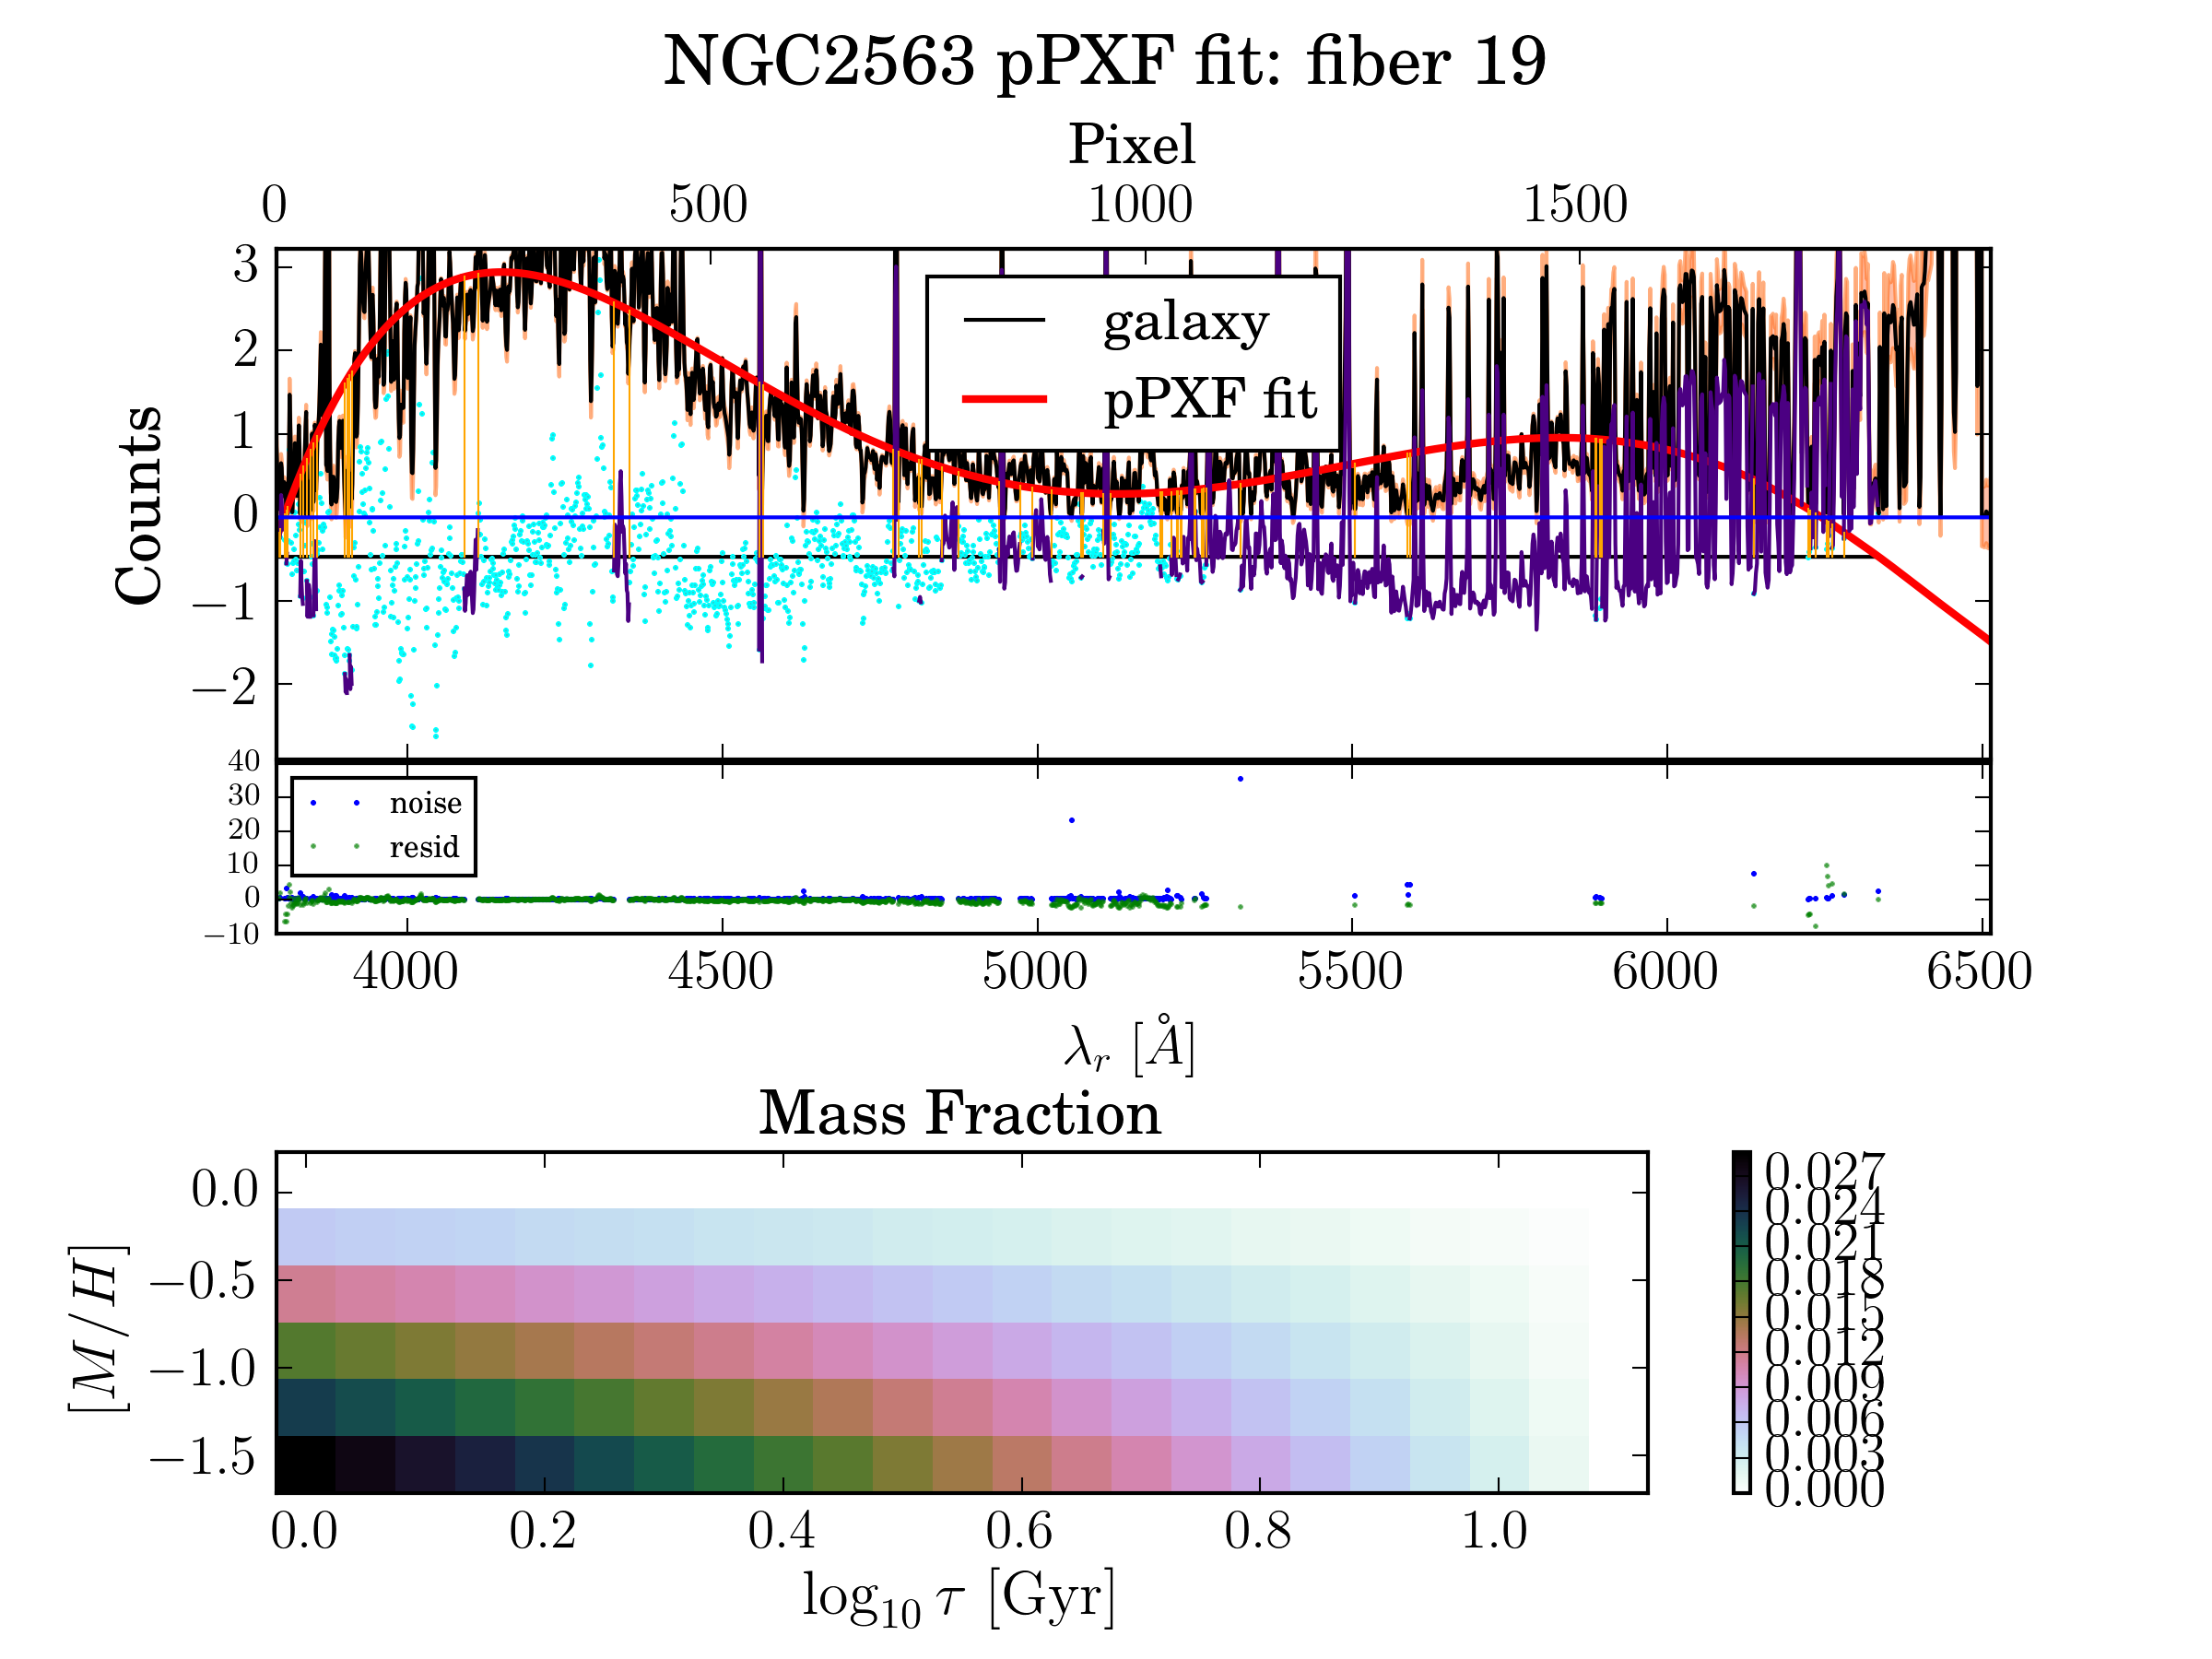 NGC2563 pPXF fit: fiber 19
Pixel
0 500 1000 1500
3
2
1
0
−1
−2
Counts
galaxy
pPXF fit
40
30
20
10
0
−10
noise
resid
4000 4500 5000 5500 6000 6500
λr [Å]
Mass Fraction
0.0
−0.5
−1.0
−1.5
[M/H]
0.0 0.2 0.4 0.6 0.8 1.0
log10 τ [Gyr]
0.027
0.024
0.021
0.018
0.015
0.012
0.009
0.006
0.003
0.000